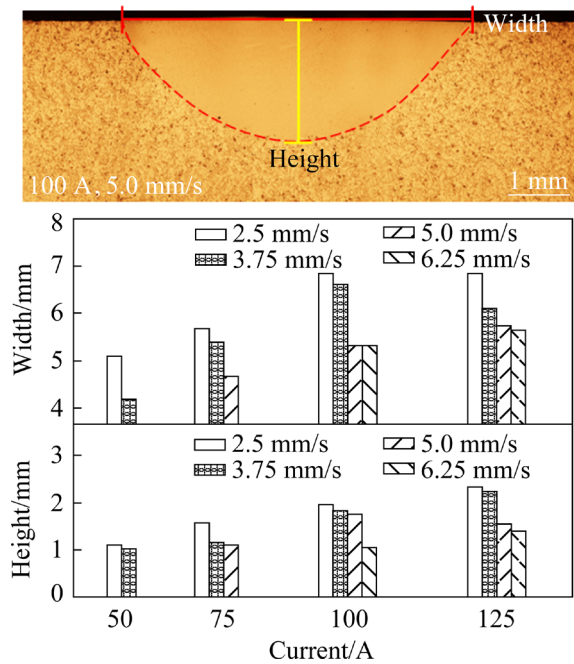 Width
Height
100 A, 5.0 mm/s
1 mm
8
7
6
5
4
Width/mm
2.5 mm/s
5.0 mm/s
3.75 mm/s
6.25 mm/s
3
2
1
0
Height/mm
2.5 mm/s
5.0 mm/s
3.75 mm/s
6.25 mm/s
50 75 100 125
Current/A